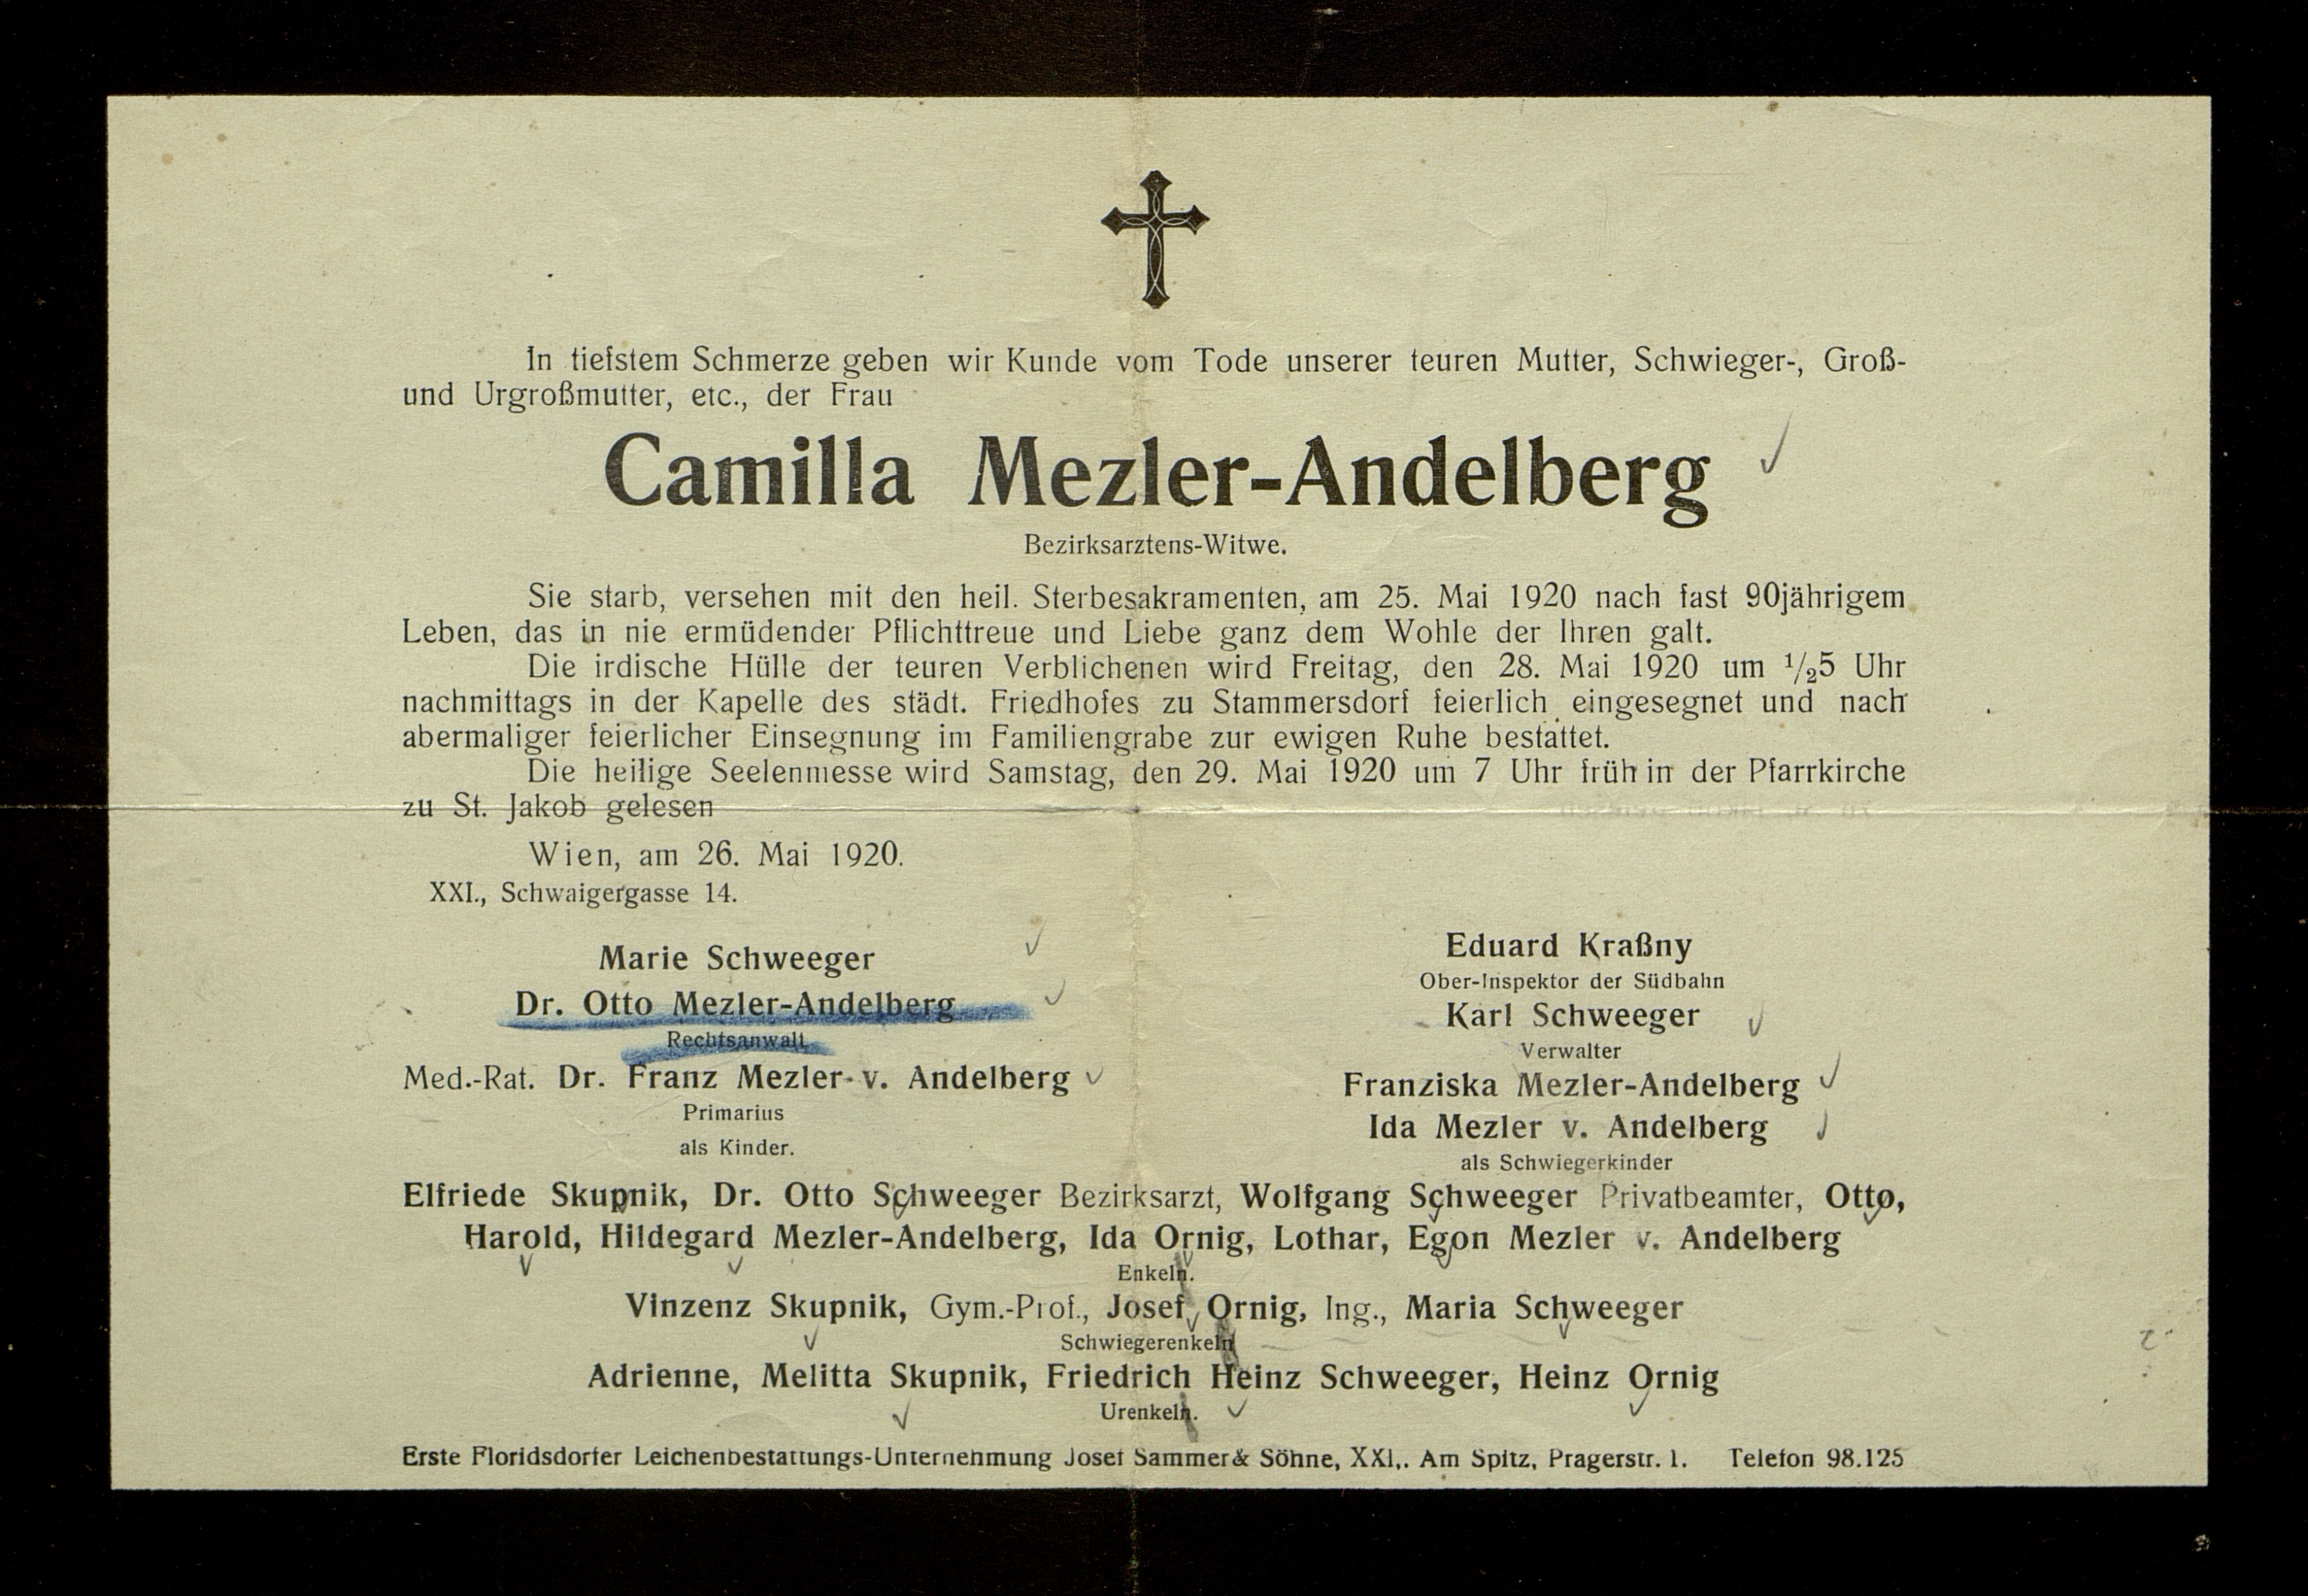 In tiefstem Schmerze geben wir Kunde vom Tode unserer teuren Mutter, Schwieger-, Groß-
und Urgroßmutter, etc., der Frau
Camilla Mezler-Andelberg
Bezirksarztens-Witwe.
Sie starb, versehen mit den heil. Sterbesakramenten, am 25. Mai 1920 nach fast 90jährigem
Leben, das in nie ermüdender Pflichttreue und Liebe ganz dem Wohle der Ihren galt.
Die irdische Hülle der teuren Verblichenen wird Freitag, den 28. Mai 1920 um 1/25 Uhr
nachmittags in der Kapelle des städt. Friedhofes zu Stammersdorf feierlich eingesegnet und nach
abermaliger feierlicher Einsegnung im Familiengrabe zur ewigen Ruhe bestattet.
Die heilige Seelenmesse wird Samstag, den 29. Mai 1920 um 7 Uhr früh in der Pfarrkirche
zu St. Jakob gelesen
Wien, am 26. Mai 1920.
XXI., Schwaigergasse 14.
Marie Schweeger
Dr. Otto Mezler-Andelberg
Rechtsanwalt
Med.-Rat. Dr. Franz Mezler- v. Andelberg
Primarius
als Kinder.
Eduard Kraßny
Ober-Inspektor der Südbahn
Karl Schweeger
Verwalter
Franziska Mezler-Andelberg
Ida Mezler v. Andelberg
als Schwiegerkinder
Elfriede Skupnik, Dr. Otto Schweeger Bezirksarzt, Wolfgang Schweeger Privatbeamter, Otto,
Harold, Hildegard Mezler-Andelberg, Ida Ornig, Lothar, Egon Mezler v. Andelberg
Enkeln.
Vinzenz Skupnik, Gym.-Prof., Josef Ornig, Ing., Maria Schweeger
Schwiegerenkeln
Adrienne, Melitta Skupnik, Friedrich Heinz Schweeger, Heinz Ornig
Urenkeln.
Erste Floridsdorfer Leichenbestattungs-Unternehmung Josef Sammer & Söhne, XXI,. Am Spitz, Pragerstr. 1. Telefon 98.125